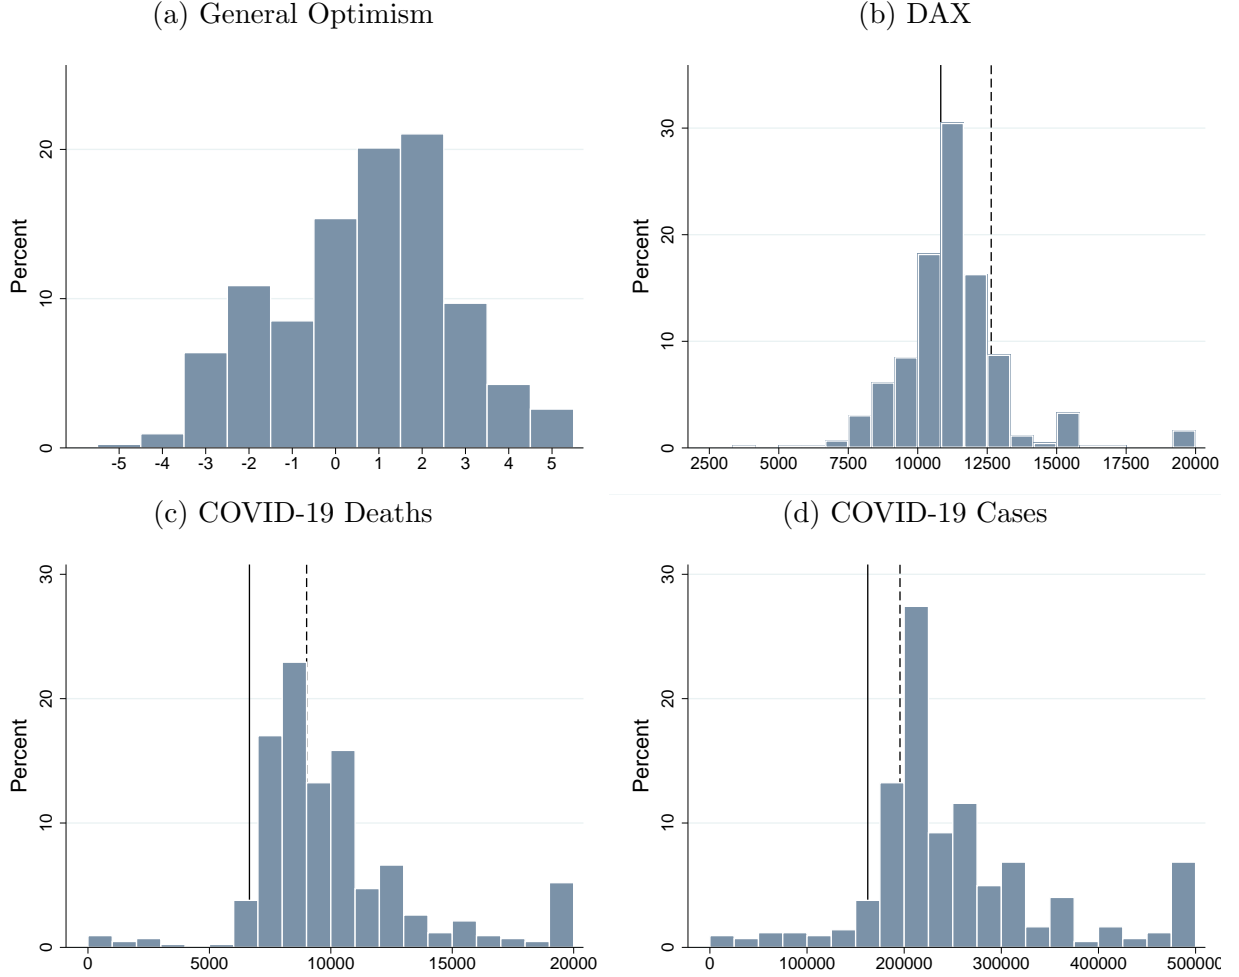 (a) General Optimism
(b) DAX
Percent
0 10 20
-5 -4 -3 -2 -1 0 1 2 3 4 5
Percent
0 10 20 30
2500 5000 7500 10000 12500 15000 17500 20000
(c) COVID-19 Deaths
(d) COVID-19 Cases
Percent
0 10 20 30
0 5000 10000 15000 20000
Percent
0 10 20 30
0 100000 200000 300000 400000 500000